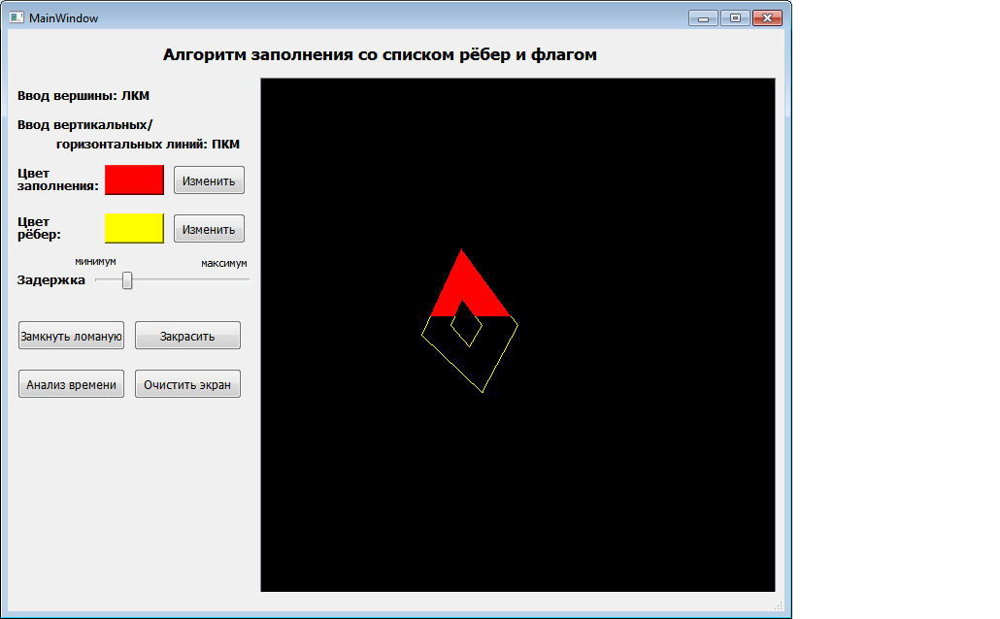 MainWindow
Алгоритм заполнения со списком рёбер и флагом
Ввод вершины: ЛКМ
Ввод вертикальных/
горизонтальных линий: ПКМ
Цвет
заполнения:
Изменить
Цвет
рёбер:
Изменить
минимум
максимум
Задержка
Замкнуть ломаную
Закрасить
Анализ времени
Очистить экран